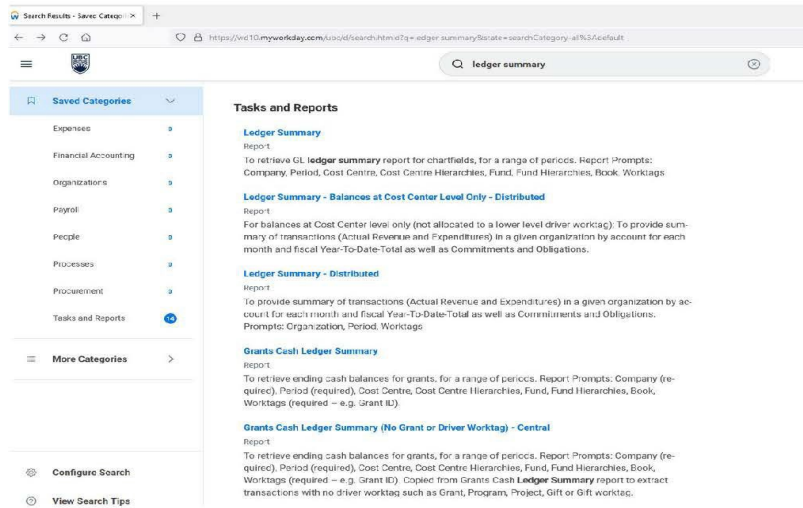 Search Results - Saved Categori
https://wd10.myworkday.com/ubc/d/search.htmld?q=ledger summary&state=searchCategory-all%3Adefault
UBC
ledger summary
Saved Categories
Expenses 0
Financial Accounting 0
Organizations 0
Payroll 0
People 0
Processes 0
Procurement 0
Tasks and Reports 14
More Categories
Configure Search
View Search Tips
Tasks and Reports
Ledger Summary
Report
To retrieve GL ledger summary report for chartfields, for a range of periods. Report Prompts:
Company, Period, Cost Centre, Cost Centre Hierarchies, Fund, Fund Hierarchies, Book, Worktags
Ledger Summary - Balances at Cost Center Level Only - Distributed
Report
For balances at Cost Center level only (not allocated to a lower level driver worktag): To provide sum-
mary of transactions (Actual Revenue and Expenditures) in a given organization by account for each
month and fiscal Year-To-Date-Total as well as Commitments and Obligations.
Ledger Summary - Distributed
Report
To provide summary of transactions (Actual Revenue and Expenditures) in a given organization by ac-
count for each month and fiscal Year-To-Date-Total as well as Commitments and Obligations.
Prompts: Organization, Period, Worktags
Grants Cash Ledger Summary
Report
To retrieve ending cash balances for grants, for a range of periods. Report Prompts: Company (re-
quired), Period (required), Cost Centre, Cost Centre Hierarchies, Fund, Fund Hierarchies, Book,
Worktags (required – e.g. Grant ID).
Grants Cash Ledger Summary (No Grant or Driver Worktag) - Central
Report
To retrieve ending cash balances for grants, for a range of periods. Report Prompts: Company (re-
quired), Period (required), Cost Centre, Cost Centre Hierarchies, Fund, Fund Hierarchies, Book,
Worktags (required – e.g. Grant ID). Copied from Grants Cash Ledger Summary report to extract
transactions with no driver worktag such as Grant, Program, Project, Gift or Gift worktag.